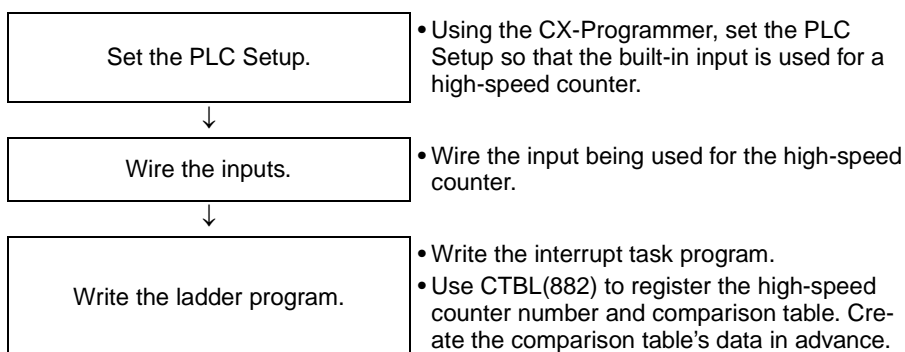 Set the PLC Setup.
• Using the CX-Programmer, set the PLC
Setup so that the built-in input is used for a
high-speed counter.
↓
Wire the inputs.
• Wire the input being used for the high-speed
counter.
↓
Write the ladder program.
• Write the interrupt task program.
• Use CTBL(882) to register the high-speed
counter number and comparison table. Cre-
ate the comparison table's data in advance.